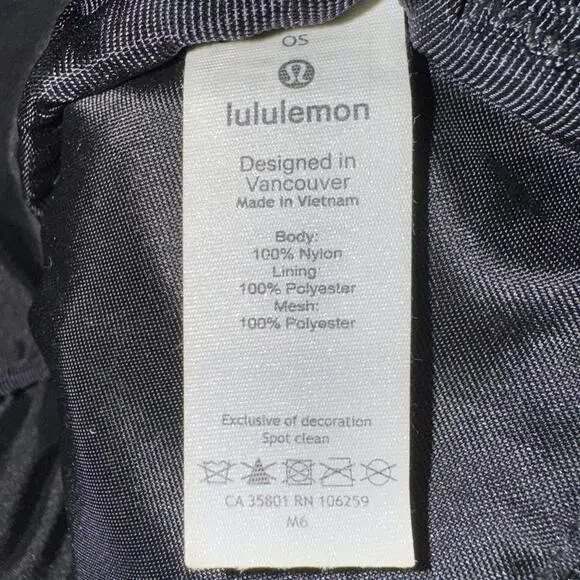 OS
lululemon
Designed in
Vancouver
Made in Vietnam
Body:
100% Nylon
Lining
100% Polyester
Mesh:
100% Polyester
Exclusive of decoration
Spot clean
CA 35801 RN 106259
M6